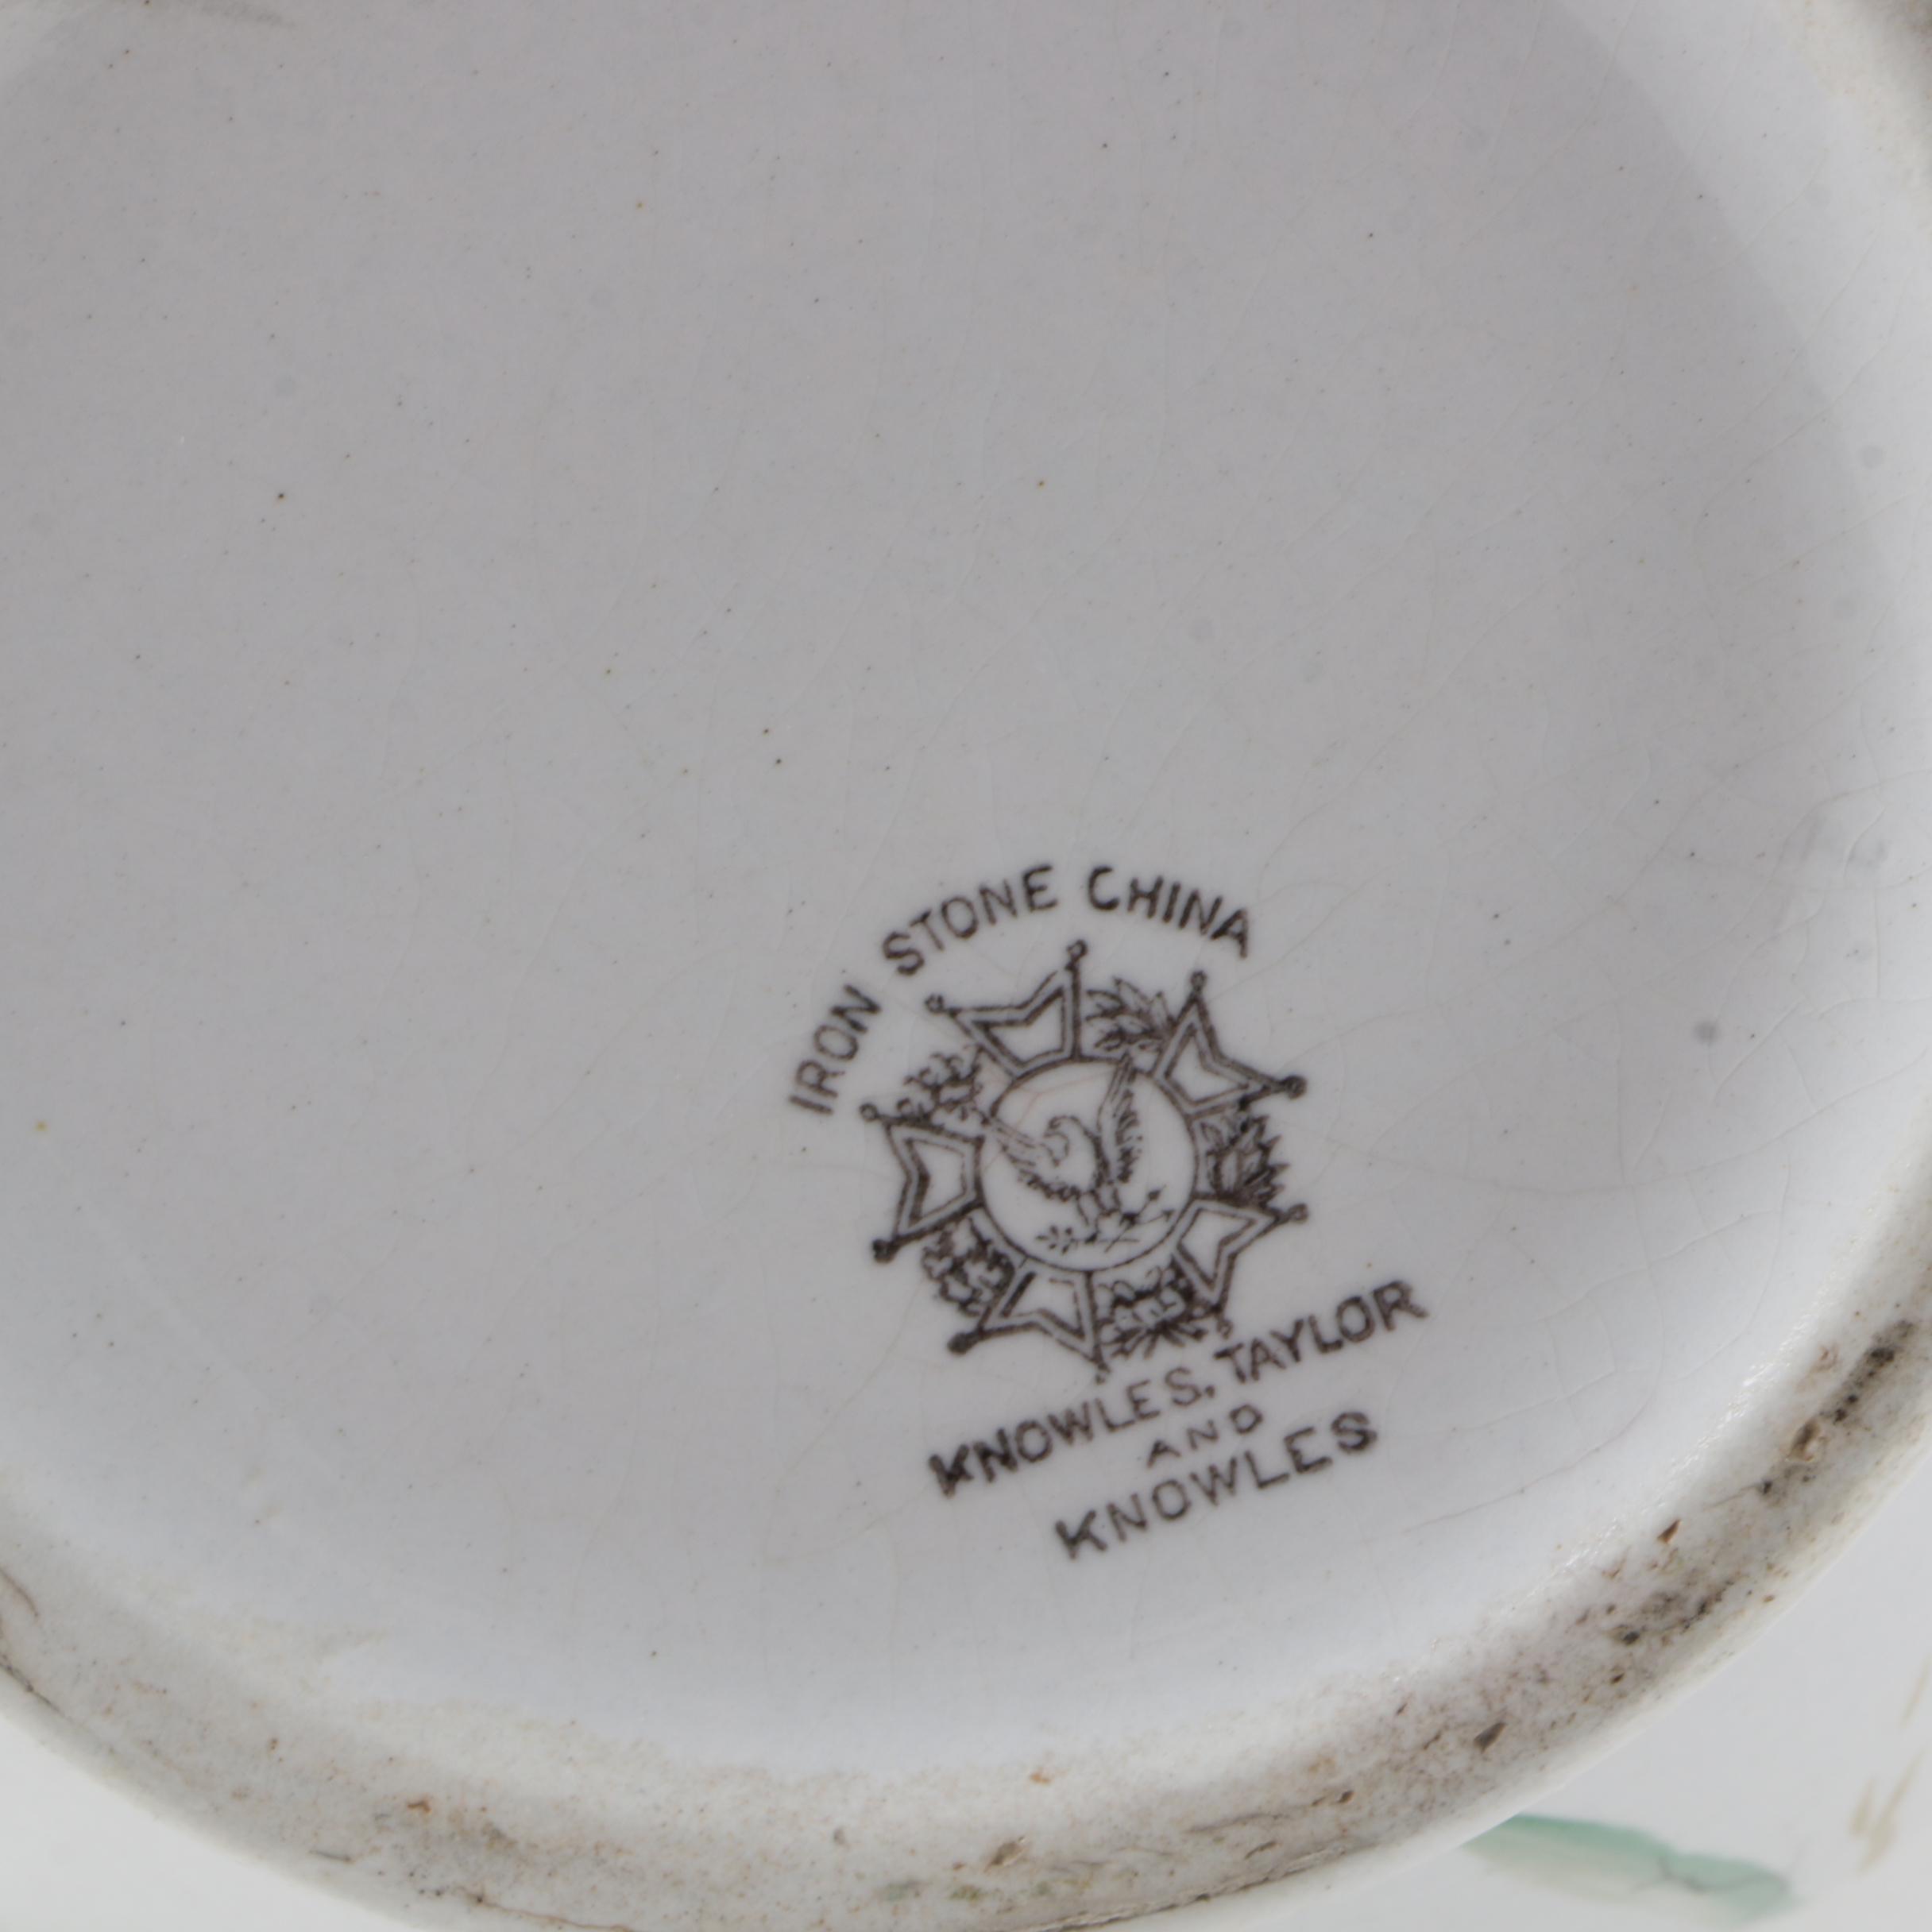 IRON STONE CHINA
KNOWLES, TAYLOR
AND
KNOWLES